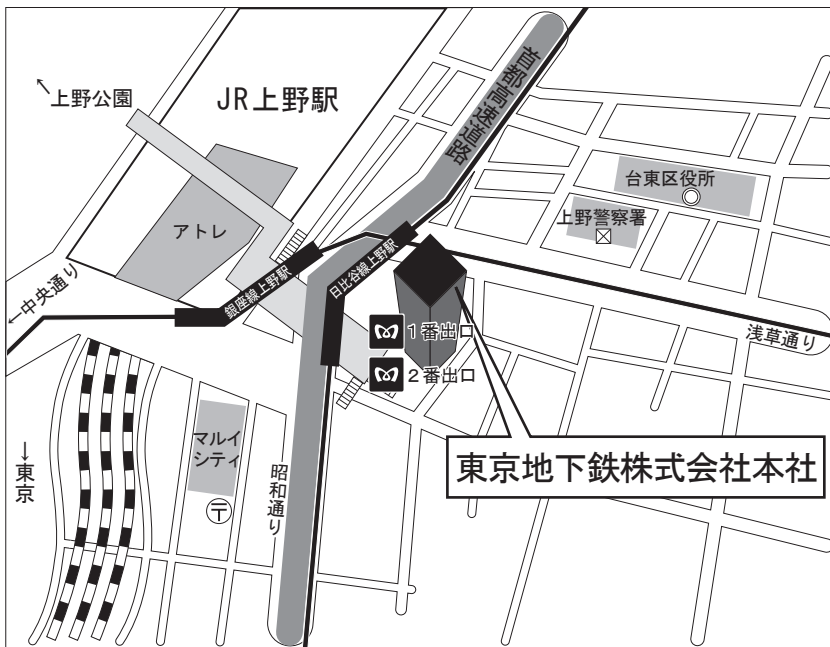 上野公園
JR上野駅
首都高速道路
アトレ
台東区役所
上野警察署
中央通り
銀座線上野駅
日比谷線上野駅
1番出口
2番出口
浅草通り
東京地下鉄株式会社本社
東京
マルイ
シティ
〒
昭和通り